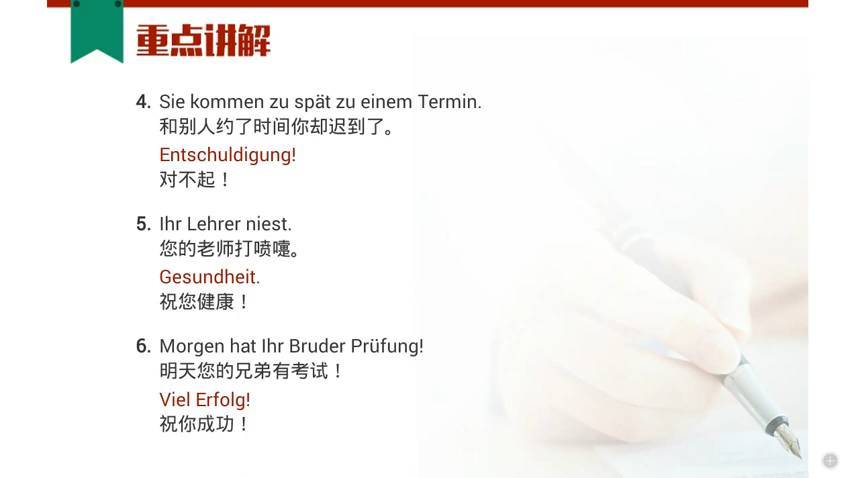 重点讲解
4. Sie kommen zu spät zu einem Termin.
和别人约了时间你却迟到了。
Entschuldigung!
对不起！
5. Ihr Lehrer niest.
您的老师打喷嚏。
Gesundheit.
祝您健康！
6. Morgen hat Ihr Bruder Prüfung!
明天您的兄弟有考试！
Viel Erfolg!
祝你成功！